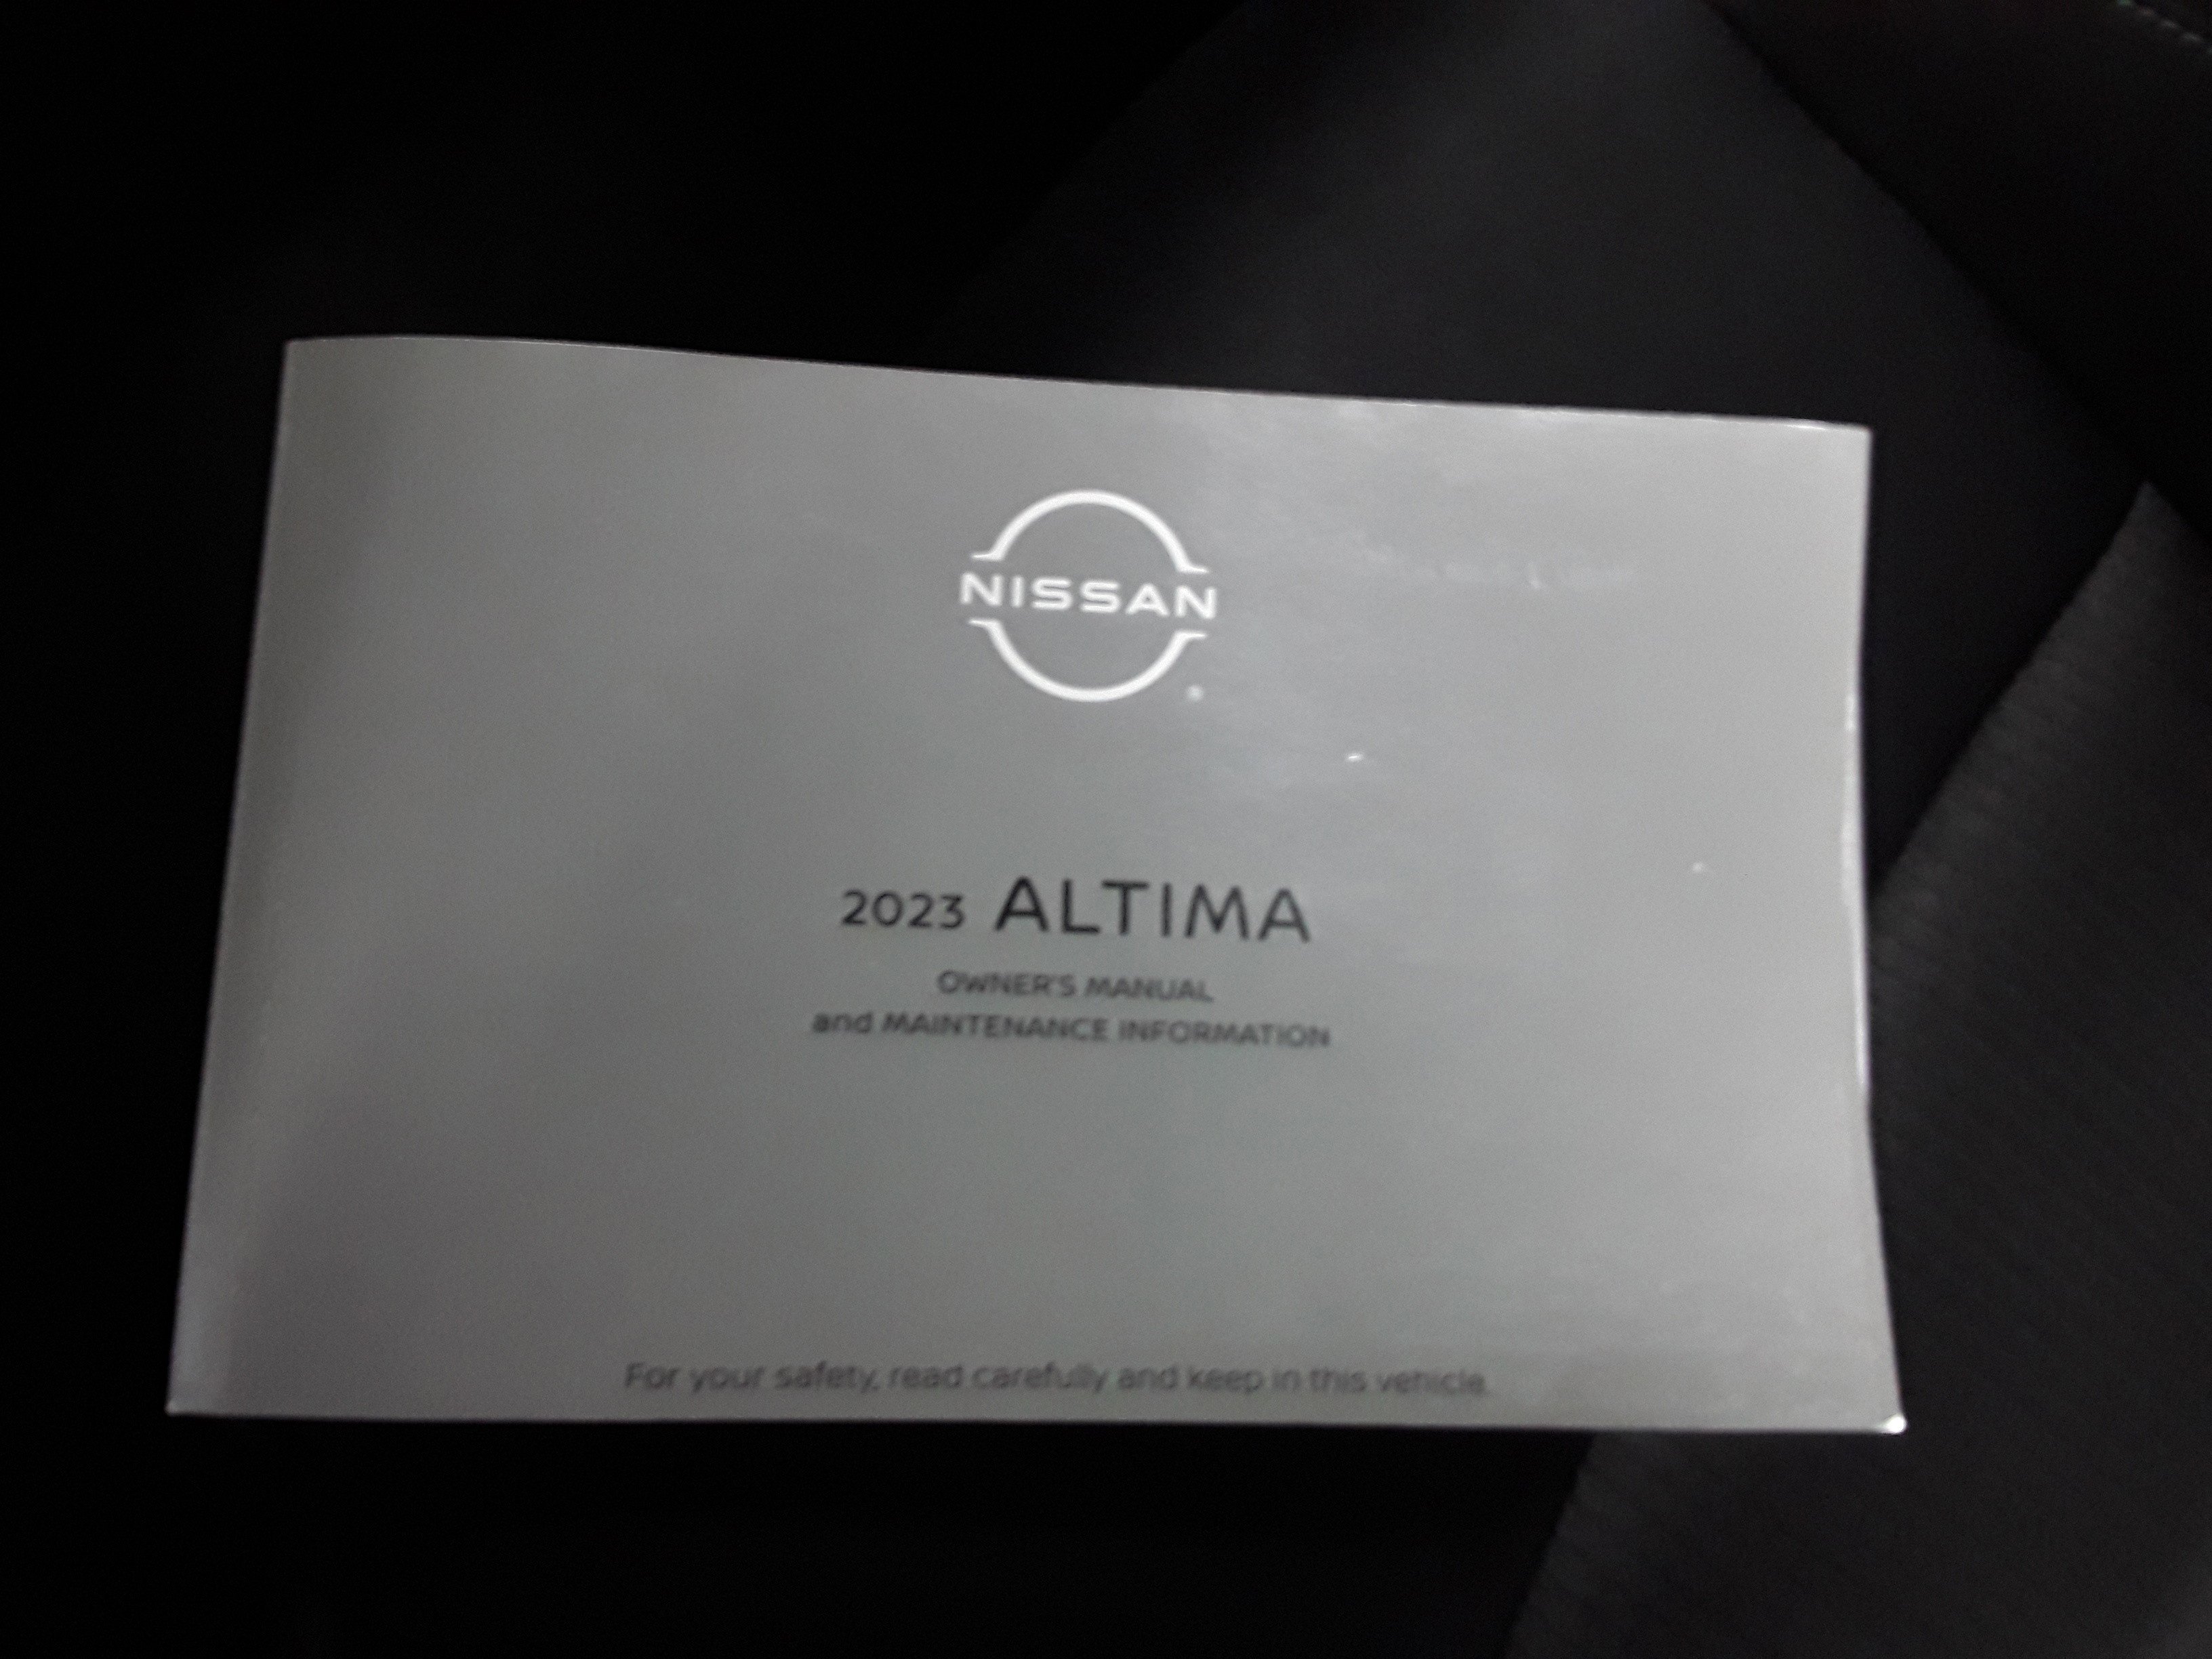 NISSAN
2023 ALTIMA
OWNER'S MANUAL
and MAINTENANCE INFORMATION
For your safety, read carefully and keep in this vehicle.